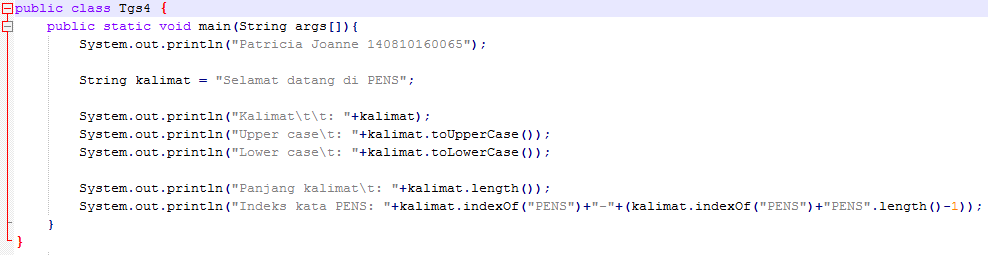 public class Tgs4 {
    public static void main(String args[]){
        System.out.println("Patricia Joanne 140810160065");
        String kalimat = "Selamat datang di PENS";
        System.out.println("Kalimat\t\t: "+kalimat);
        System.out.println("Upper case\t: "+kalimat.toUpperCase());
        System.out.println("Lower case\t: "+kalimat.toLowerCase());
        System.out.println("Panjang kalimat\t: "+kalimat.length());
        System.out.println("Indeks kata PENS: "+kalimat.indexOf("PENS")+"-"+(kalimat.indexOf("PENS")+"PENS".length()-1));
    }
}